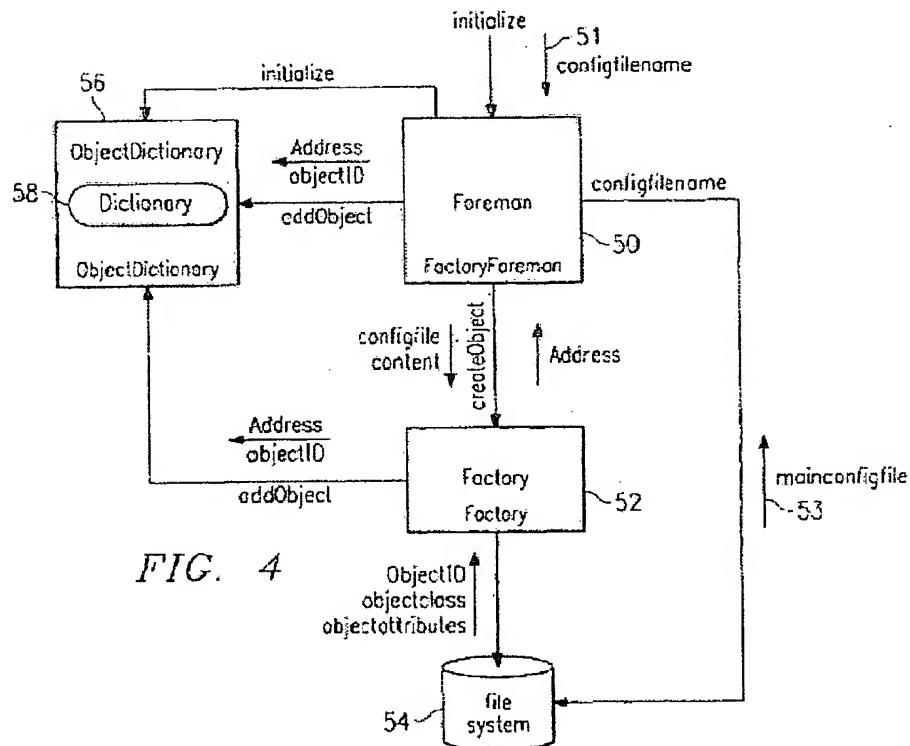 initialize
51
configfilename
initialize
56
ObjectDictionary
58
Dictionary
ObjectDictionary
Address
objectID
addObject
Foreman
FactoryForeman
50
configfilename
configfile
content
createObject
Address
Address
objectID
addObject
Factory
Factory
52
mainconfigfile
53
FIG. 4
ObjectID
objectclass
objectattributes
54
file
system